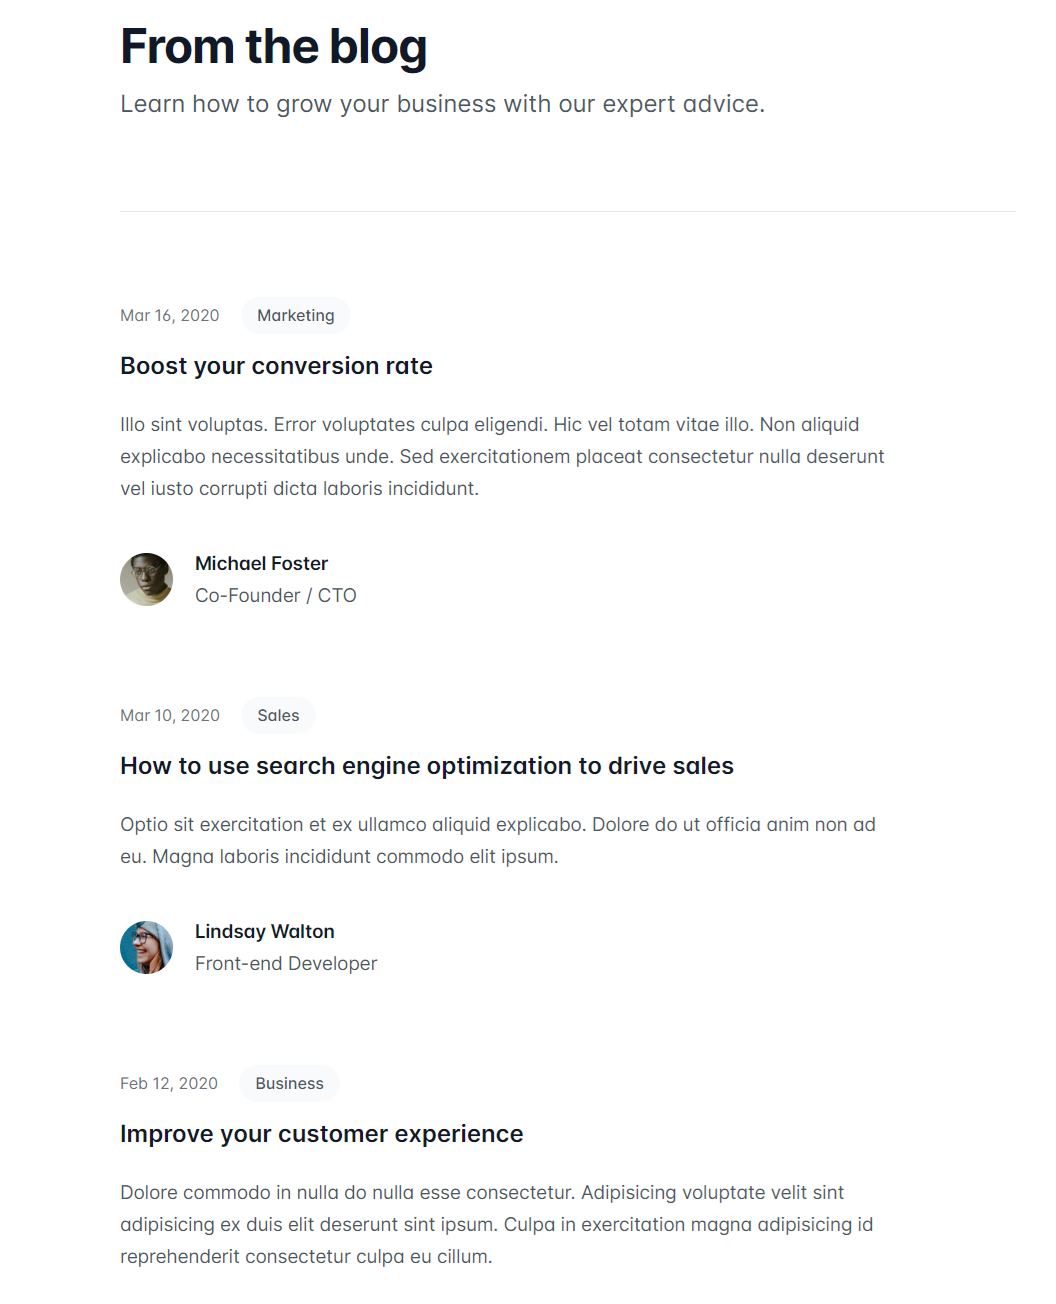 From the blog
Learn how to grow your business with our expert advice.
Mar 16, 2020 Marketing
Boost your conversion rate
Illo sint voluptas. Error voluptates culpa eligendi. Hic vel totam vitae illo. Non aliquid
explicabo necessitatibus unde. Sed exercitationem placeat consectetur nulla deserunt
vel iusto corrupti dicta laboris incididunt.
Michael Foster
Co-Founder / CTO
Mar 10, 2020 Sales
How to use search engine optimization to drive sales
Optio sit exercitation et ex ullamco aliquid explicabo. Dolore do ut officia anim non ad
eu. Magna laboris incididunt commodo elit ipsum.
Lindsay Walton
Front-end Developer
Feb 12, 2020 Business
Improve your customer experience
Dolore commodo in nulla do nulla esse consectetur. Adipisicing voluptate velit sint
adipisicing ex duis elit deserunt sint ipsum. Culpa in exercitation magna adipisicing id
reprehenderit consectetur culpa eu cillum.